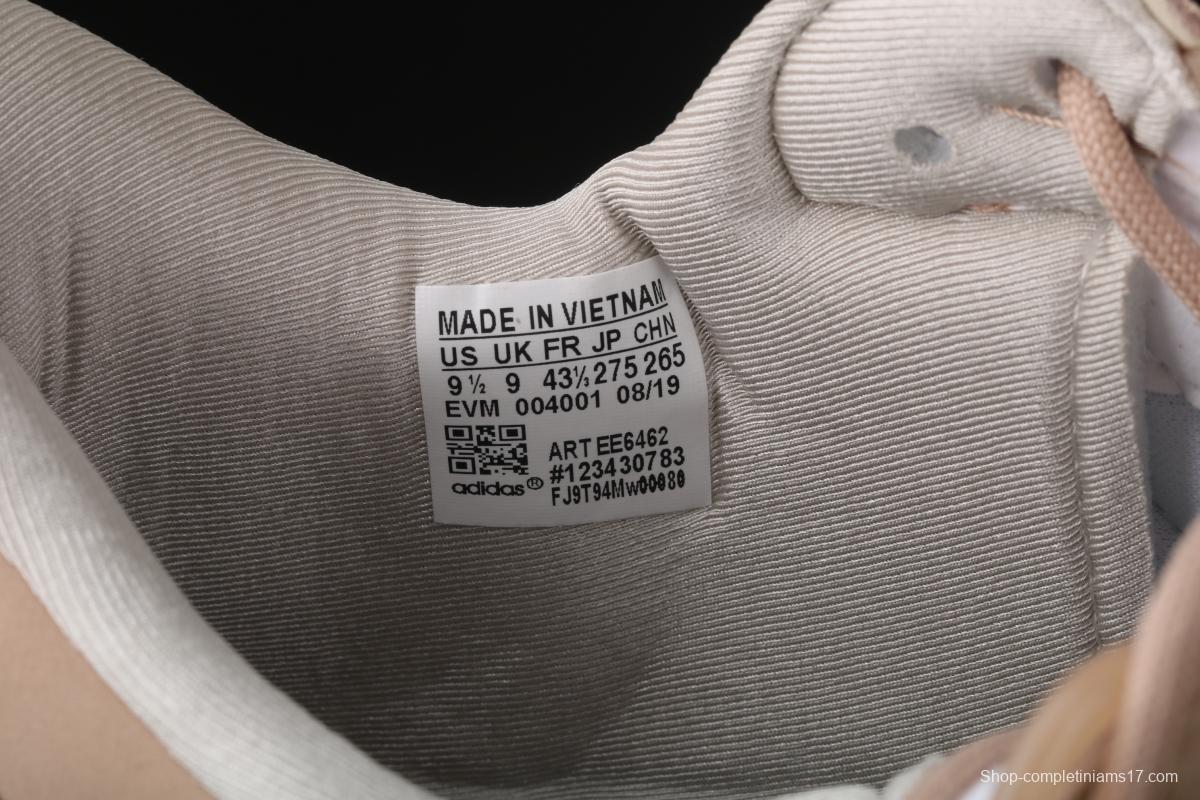 MADE IN VIETNAM
US UK FR JP CHN
9 ½ 9 43⅓ 275 265
EVM 004001 08/19
ART EE6462
#123430783
adidas® FJ9T94Mw00080
Shop-completiniams17.com